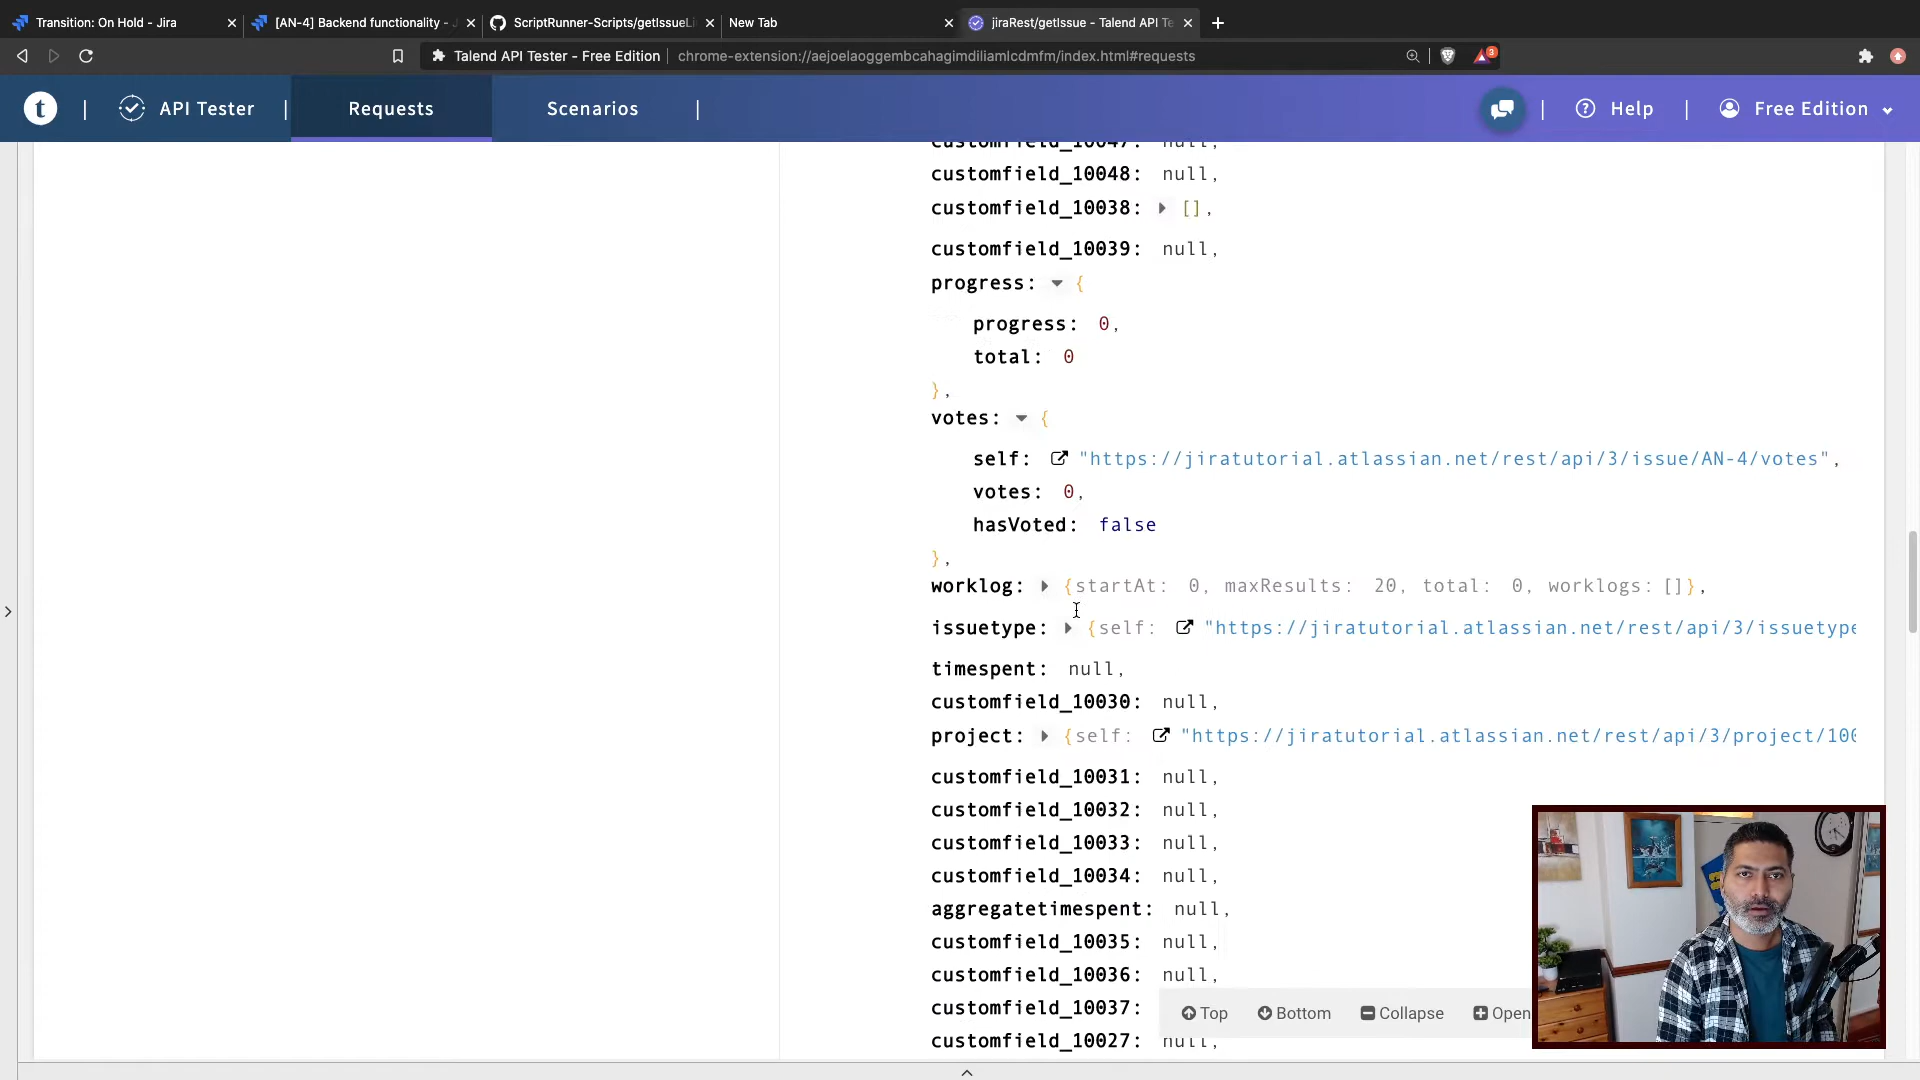 Transition: On Hold - Jira
[AN-4] Backend functionality - J
ScriptRunner-Scripts/getIssueLi
New Tab
jiraRest/getIssue - Talend API Te
Talend API Tester - Free Edition
chrome-extension://aejoelaoggembcahagimdiliamlcdmfm/index.html#requests
3
t
API Tester
Requests
Scenarios
Help
Free Edition
customfield_10047: null,
customfield_10048: null,
customfield_10038: [],
customfield_10039: null,
progress: {
progress: 0,
total: 0
},
votes: {
self: "https://jiratutorial.atlassian.net/rest/api/3/issue/AN-4/votes",
votes: 0,
hasVoted: false
},
worklog: {startAt: 0, maxResults: 20, total: 0, worklogs: []},
issuetype: {self: "https://jiratutorial.atlassian.net/rest/api/3/issuetype
timespent: null,
customfield_10030: null,
project: {self: "https://jiratutorial.atlassian.net/rest/api/3/project/100
customfield_10031: null,
customfield_10032: null,
customfield_10033: null,
customfield_10034: null,
aggregatetimespent: null,
customfield_10035: null,
customfield_10036: null,
customfield_10037:
Top
Bottom
Collapse
Open
customfield_10027: null,